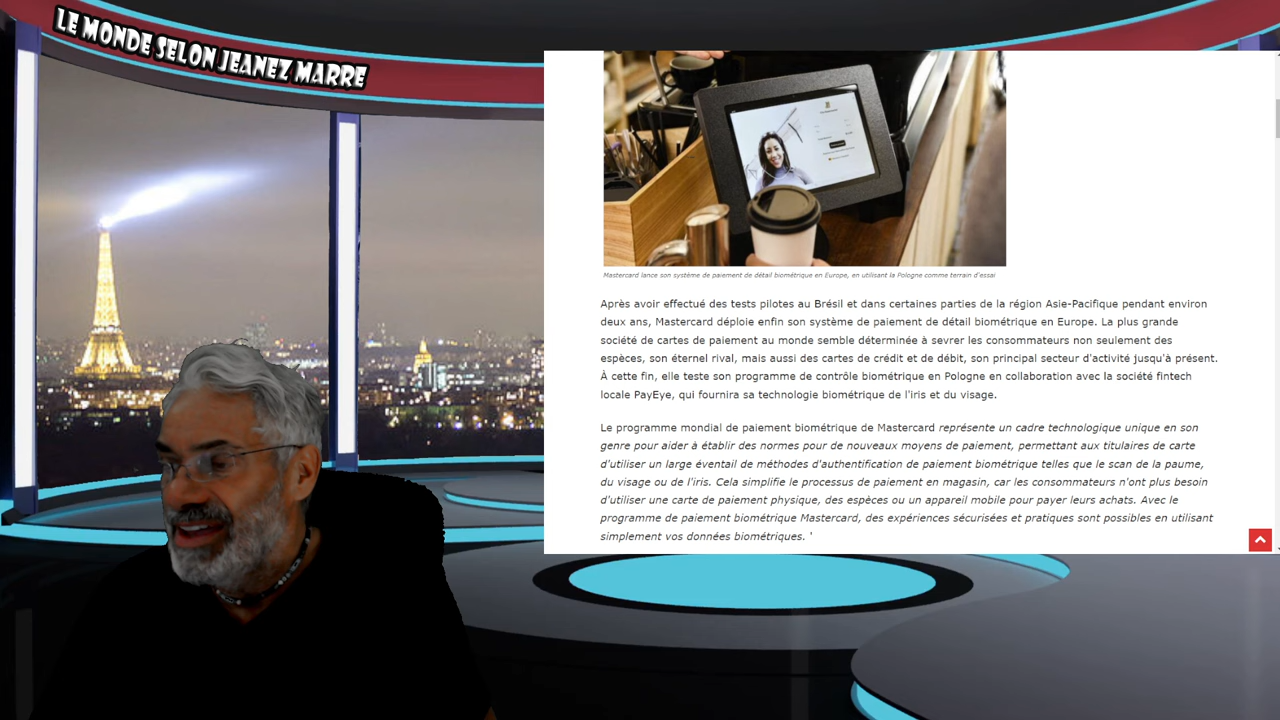 LE MONDE SELON JEANEZ MARRE
Mastercard lance son système de paiement de détail biométrique en Europe, en utilisant la Pologne comme terrain d'essai
Après avoir effectué des tests pilotes au Brésil et dans certaines parties de la région Asie-Pacifique pendant environ
deux ans, Mastercard déploie enfin son système de paiement de détail biométrique en Europe. La plus grande
société de cartes de paiement au monde semble déterminée à sevrer les consommateurs non seulement des
espèces, son éternel rival, mais aussi des cartes de crédit et de débit, son principal secteur d'activité jusqu'à présent.
À cette fin, elle teste son programme de contrôle biométrique en Pologne en collaboration avec la société fintech
locale PayEye, qui fournira sa technologie biométrique de l'iris et du visage.
Le programme mondial de paiement biométrique de Mastercard représente un cadre technologique unique en son
genre pour aider à établir des normes pour de nouveaux moyens de paiement, permettant aux titulaires de carte
d'utiliser un large éventail de méthodes d'authentification de paiement biométrique telles que le scan de la paume,
du visage ou de l'iris. Cela simplifie le processus de paiement en magasin, car les consommateurs n'ont plus besoin
d'utiliser une carte de paiement physique, des espèces ou un appareil mobile pour payer leurs achats. Avec le
programme de paiement biométrique Mastercard, des expériences sécurisées et pratiques sont possibles en utilisant
simplement vos données biométriques. '